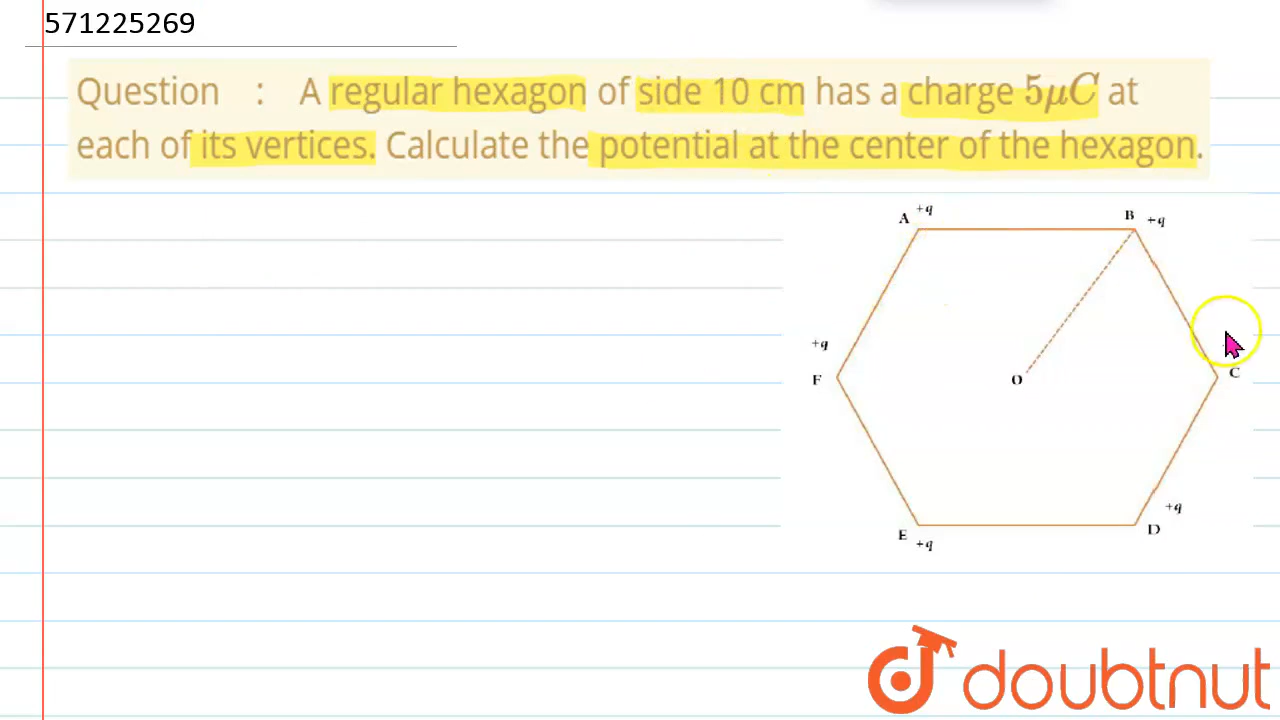 571225269
Question : A regular hexagon of side 10 cm has a charge 5μC at
each of its vertices. Calculate the potential at the center of the hexagon.
A +q
B +q
+q
F
O
C
+q
E
D
+q
doubtnut